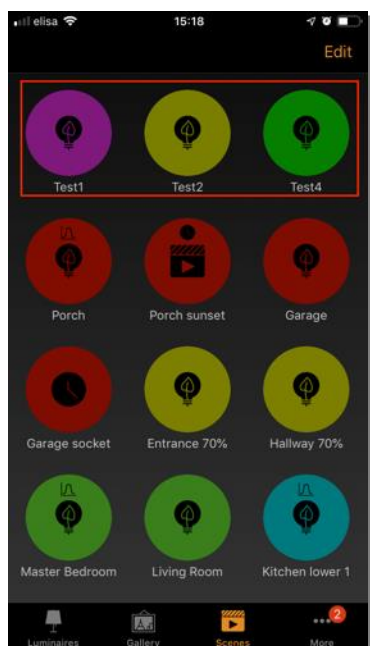 elisa 15:18
Edit
Test1 Test2 Test4
Porch Porch sunset Garage
Garage socket Entrance 70% Hallway 70%
Master Bedroom Living Room Kitchen lower 1
2
Luminaires Gallery Scenes More